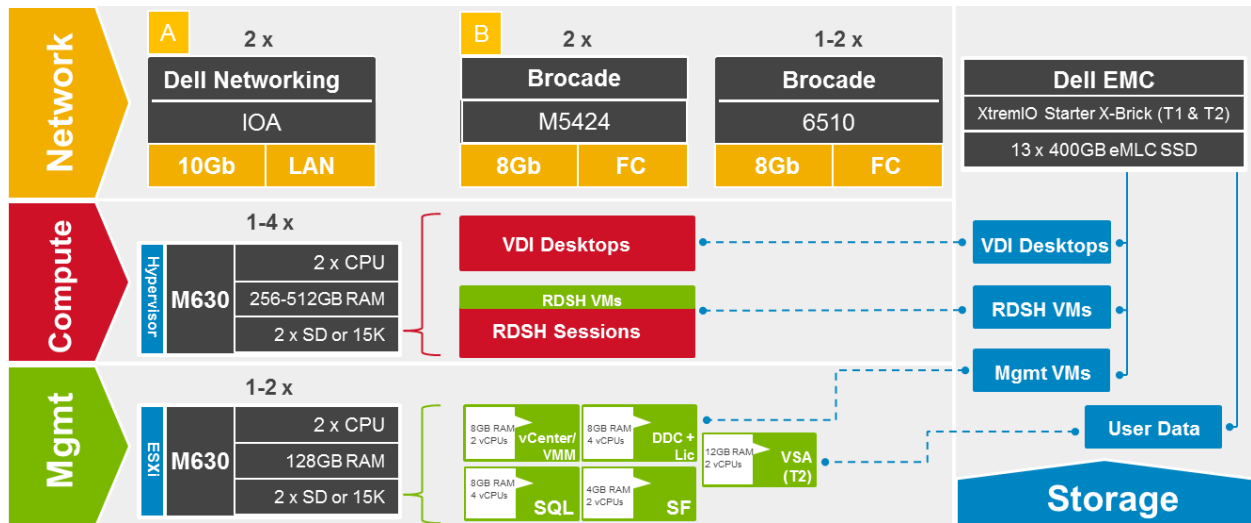 Network
A
2 x
Dell Networking
IOA
10Gb
LAN
B
2 x
Brocade
M5424
8Gb
FC
1-2 x
Brocade
6510
8Gb
FC
Dell EMC
XtremIO Starter X-Brick (T1 & T2)
13 x 400GB eMLC SSD
Compute
1-4 x
Hypervisor
M630
2 x CPU
256-512GB RAM
2 x SD or 15K
VDI Desktops
RDSH VMs
RDSH Sessions
VDI Desktops
RDSH VMs
Mgmt VMs
User Data
Mgmt
1-2 x
ESXi
M630
2 x CPU
128GB RAM
2 x SD or 15K
8GB RAM
2 vCPUs
vCenter/
VMM
8GB RAM
4 vCPUs
DDC +
Lic
8GB RAM
4 vCPUs
SQL
4GB RAM
2 vCPUs
SF
12GB RAM
2 vCPUs
VSA
(T2)
Storage